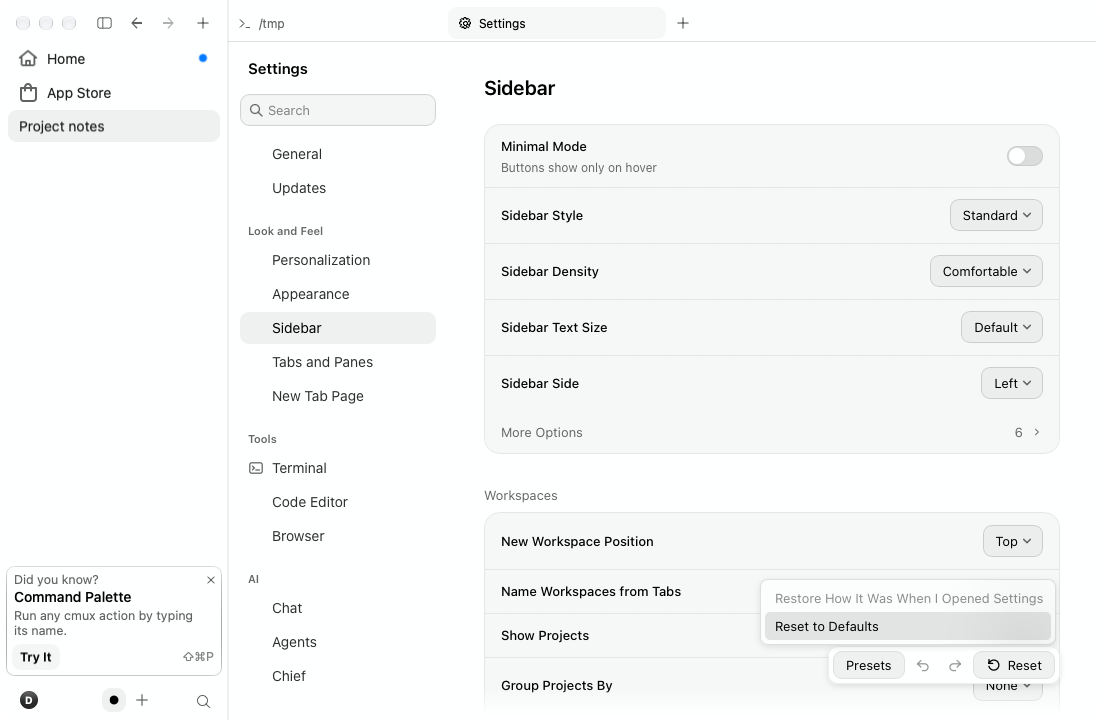 /tmp
Settings
Home
App Store
Project notes
Did you know?
Command Palette
Run any cmux action by typing
its name.
Try It
⇧⌘P
D
Settings
Search
General
Updates
Look and Feel
Personalization
Appearance
Sidebar
Tabs and Panes
New Tab Page
Tools
Terminal
Code Editor
Browser
AI
Chat
Agents
Chief
Sidebar
Minimal Mode
Buttons show only on hover
Sidebar Style
Standard
Sidebar Density
Comfortable
Sidebar Text Size
Default
Sidebar Side
Left
More Options
6
Workspaces
New Workspace Position
Top
Name Workspaces from Tabs
Show Projects
Group Projects By
None
Restore How It Was When I Opened Settings
Reset to Defaults
Presets
Reset